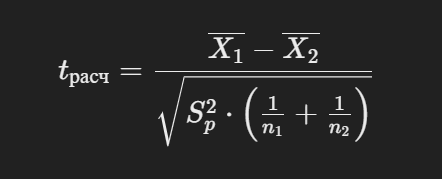 t_расч = (X̅₁ − X̅₂) / √(S_p² · (1/n₁ + 1/n₂))